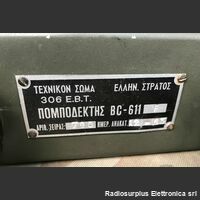 ΤΕΧΝΙΚΟΝ ΣΩΜΑ ΕΛΛΗΝ. ΣΤΡΑΤΟΣ
306 Ε.Β.Τ.
ΠΟΜΠΟΔΕΚΤΗΣ BC-611
ΑΡΙΘ. ΣΕΙΡΑΣ ΗΜΕΡ. ΑΝΑΚΑΤ
Radiosurplus Elettronica srl